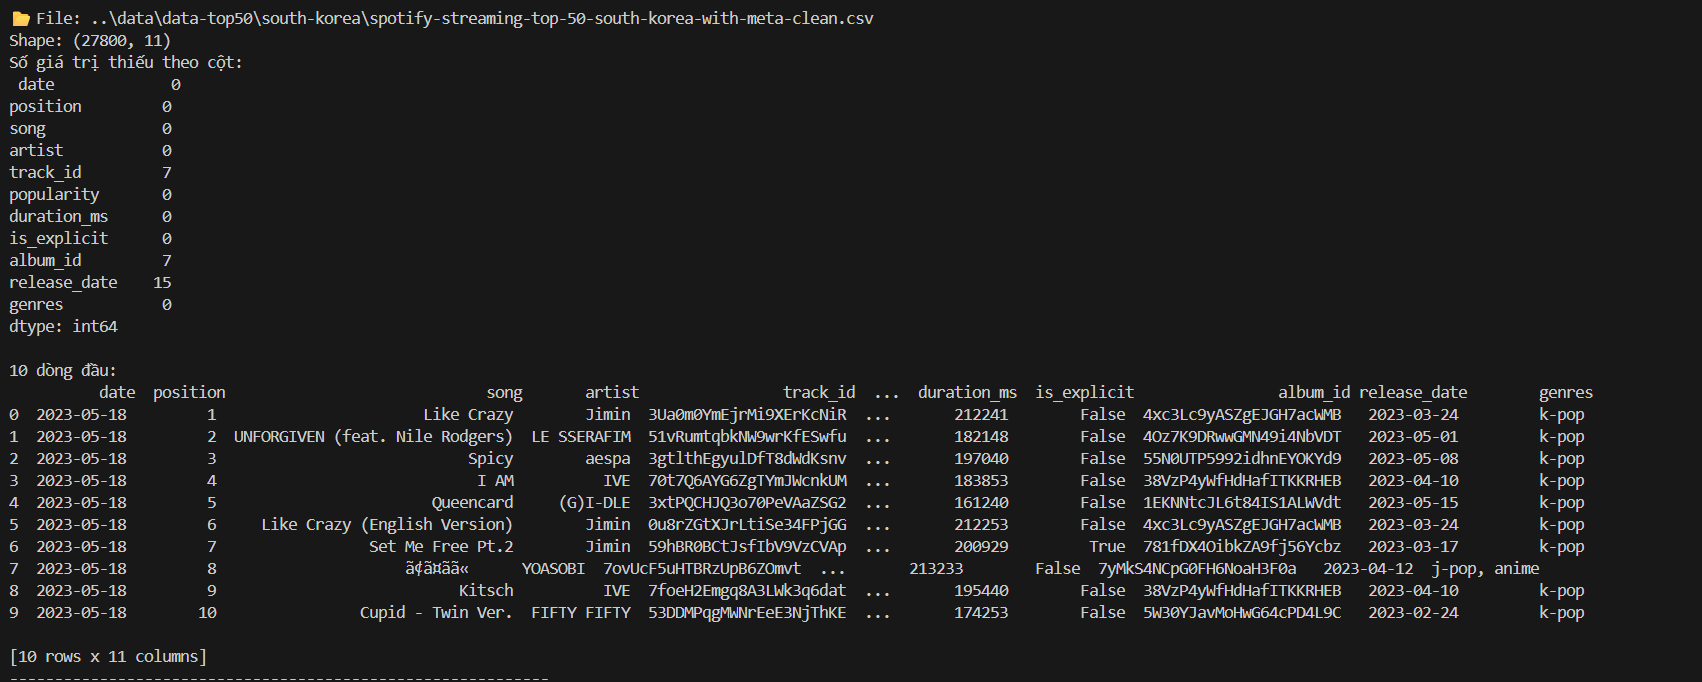 📂 File: ..\data\data-top50\south-korea\spotify-streaming-top-50-south-korea-with-meta-clean.csv
Shape: (27800, 11)
Số giá trị thiếu theo cột:
date 0
position 0
song 0
artist 0
track_id 7
popularity 0
duration_ms 0
is_explicit 0
album_id 7
release_date 15
genres 0
dtype: int64
10 dòng đầu:
date position song artist track_id ... duration_ms is_explicit album_id release_date genres
0 2023-05-18 1 Like Crazy Jimin 3Ua0m0YmEjrMi9XErKcNiR ... 212241 False 4xc3Lc9yASZgEJGH7acWMB 2023-03-24 k-pop
1 2023-05-18 2 UNFORGIVEN (feat. Nile Rodgers) LE SSERAFIM 51vRumtqbkNW9wrKfESwfu ... 182148 False 4Oz7K9DRwwGMN49i4NbVDT 2023-05-01 k-pop
2 2023-05-18 3 Spicy aespa 3gtlthEgyulDfT8dWdKsnv ... 197040 False 55N0UTP5992idhnEYOKYd9 2023-05-08 k-pop
3 2023-05-18 4 I AM IVE 70t7Q6AYG6ZgTYmJWcnkUM ... 183853 False 38VzP4yWfHdHafITKKRHEB 2023-04-10 k-pop
4 2023-05-18 5 Queencard (G)I-DLE 3xtPQCHJQ3o70PeVAaZSG2 ... 161240 False 1EKNNtcJL6t84IS1ALWVdt 2023-05-15 k-pop
5 2023-05-18 6 Like Crazy (English Version) Jimin 0u8rZGtXJrLtiSe34FPjGG ... 212253 False 4xc3Lc9yASZgEJGH7acWMB 2023-03-24 k-pop
6 2023-05-18 7 Set Me Free Pt.2 Jimin 59hBR0BCtJsfIbV9VzCVAp ... 200929 True 781fDX4OibkZA9fj56Ycbz 2023-03-17 k-pop
7 2023-05-18 8 ã¢ã¤ãã« YOASOBI 7ovUcF5uHTBRzUpB6ZOmvt ... 213233 False 7yMkS4NCpG0FH6NoaH3F0a 2023-04-12 j-pop, anime
8 2023-05-18 9 Kitsch IVE 7foeH2Emgq8A3LWk3q6dat ... 195440 False 38VzP4yWfHdHafITKKRHEB 2023-04-10 k-pop
9 2023-05-18 10 Cupid - Twin Ver. FIFTY FIFTY 53DDMPqgMWNrEeE3NjThKE ... 174253 False 5W30YJavMoHwG64cPD4L9C 2023-02-24 k-pop
[10 rows x 11 columns]
------------------------------------------------------------